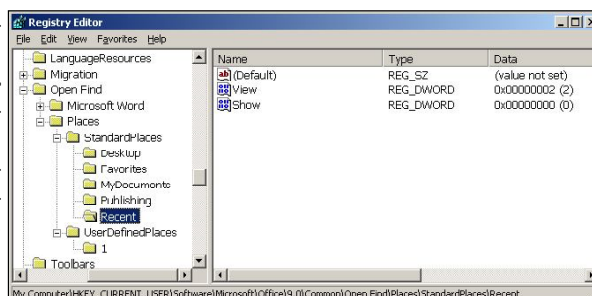 Registry Editor
File Edit View Favorites Help
LanguageResources
Migration
Open Find
Microsoft Word
Places
StandardPlaces
Desktop
Favorites
MyDocuments
Publishing
Recent
UserDefinedPlaces
1
Toolbars
Name Type Data
(Default) REG_SZ (value not set)
View REG_DWORD 0x00000002 (2)
Show REG_DWORD 0x00000000 (0)
My Computer\HKEY_CURRENT_USER\Software\Microsoft\Office\9.0\Common\Open Find\Places\StandardPlaces\Recent